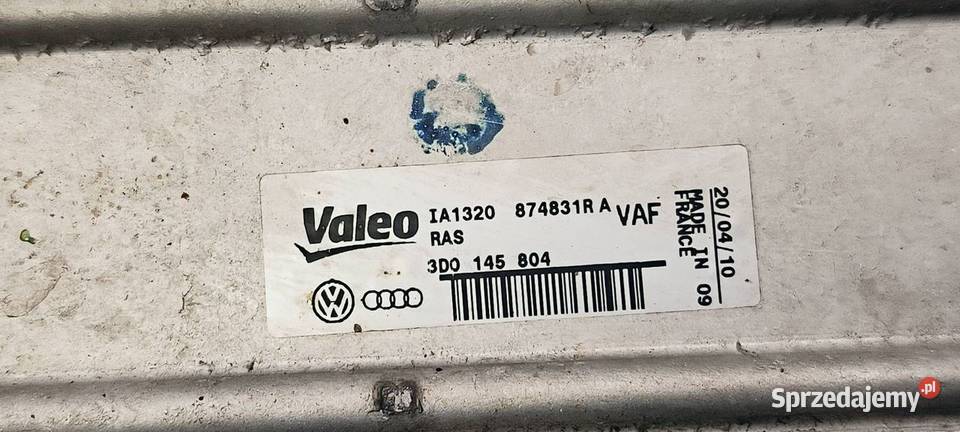 Valeo
IA1320 874831R A VAF
RAS
3D0 145 804
20/04/10 09
MADE IN
FRANCE
Sprzedajemy.pl